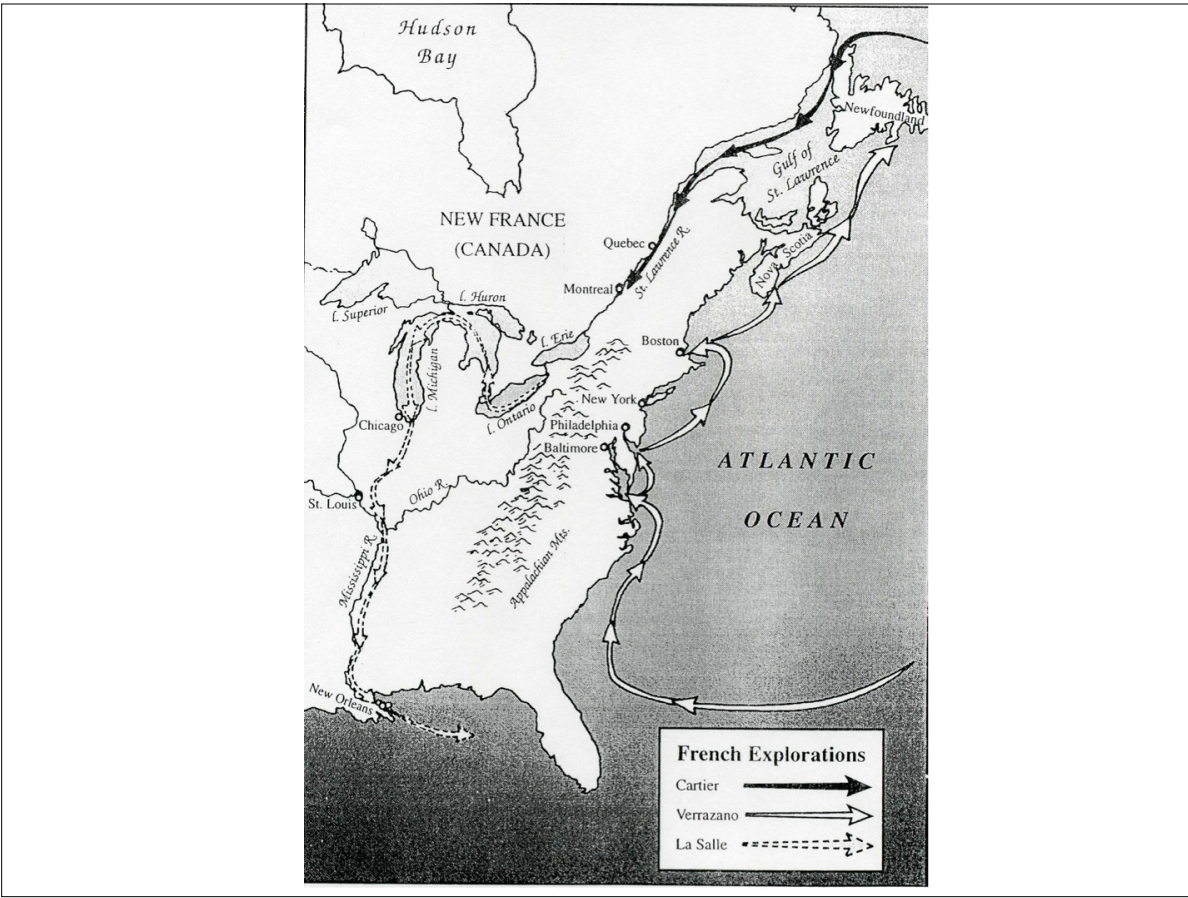 Hudson
Bay
Newfoundland
Gulf of
St. Lawrence
NEW FRANCE
(CANADA)
Quebec
St. Lawrence R.
Nova Scotia
Montreal
l. Huron
l. Superior
l. Erie
Boston
l. Michigan
New York
l. Ontario
Chicago
Philadelphia
Baltimore
ATLANTIC
OCEAN
Ohio R.
St. Louis
Mississippi R.
Appalachian Mts.
New Orleans
French Explorations
Cartier
Verrazano
La Salle